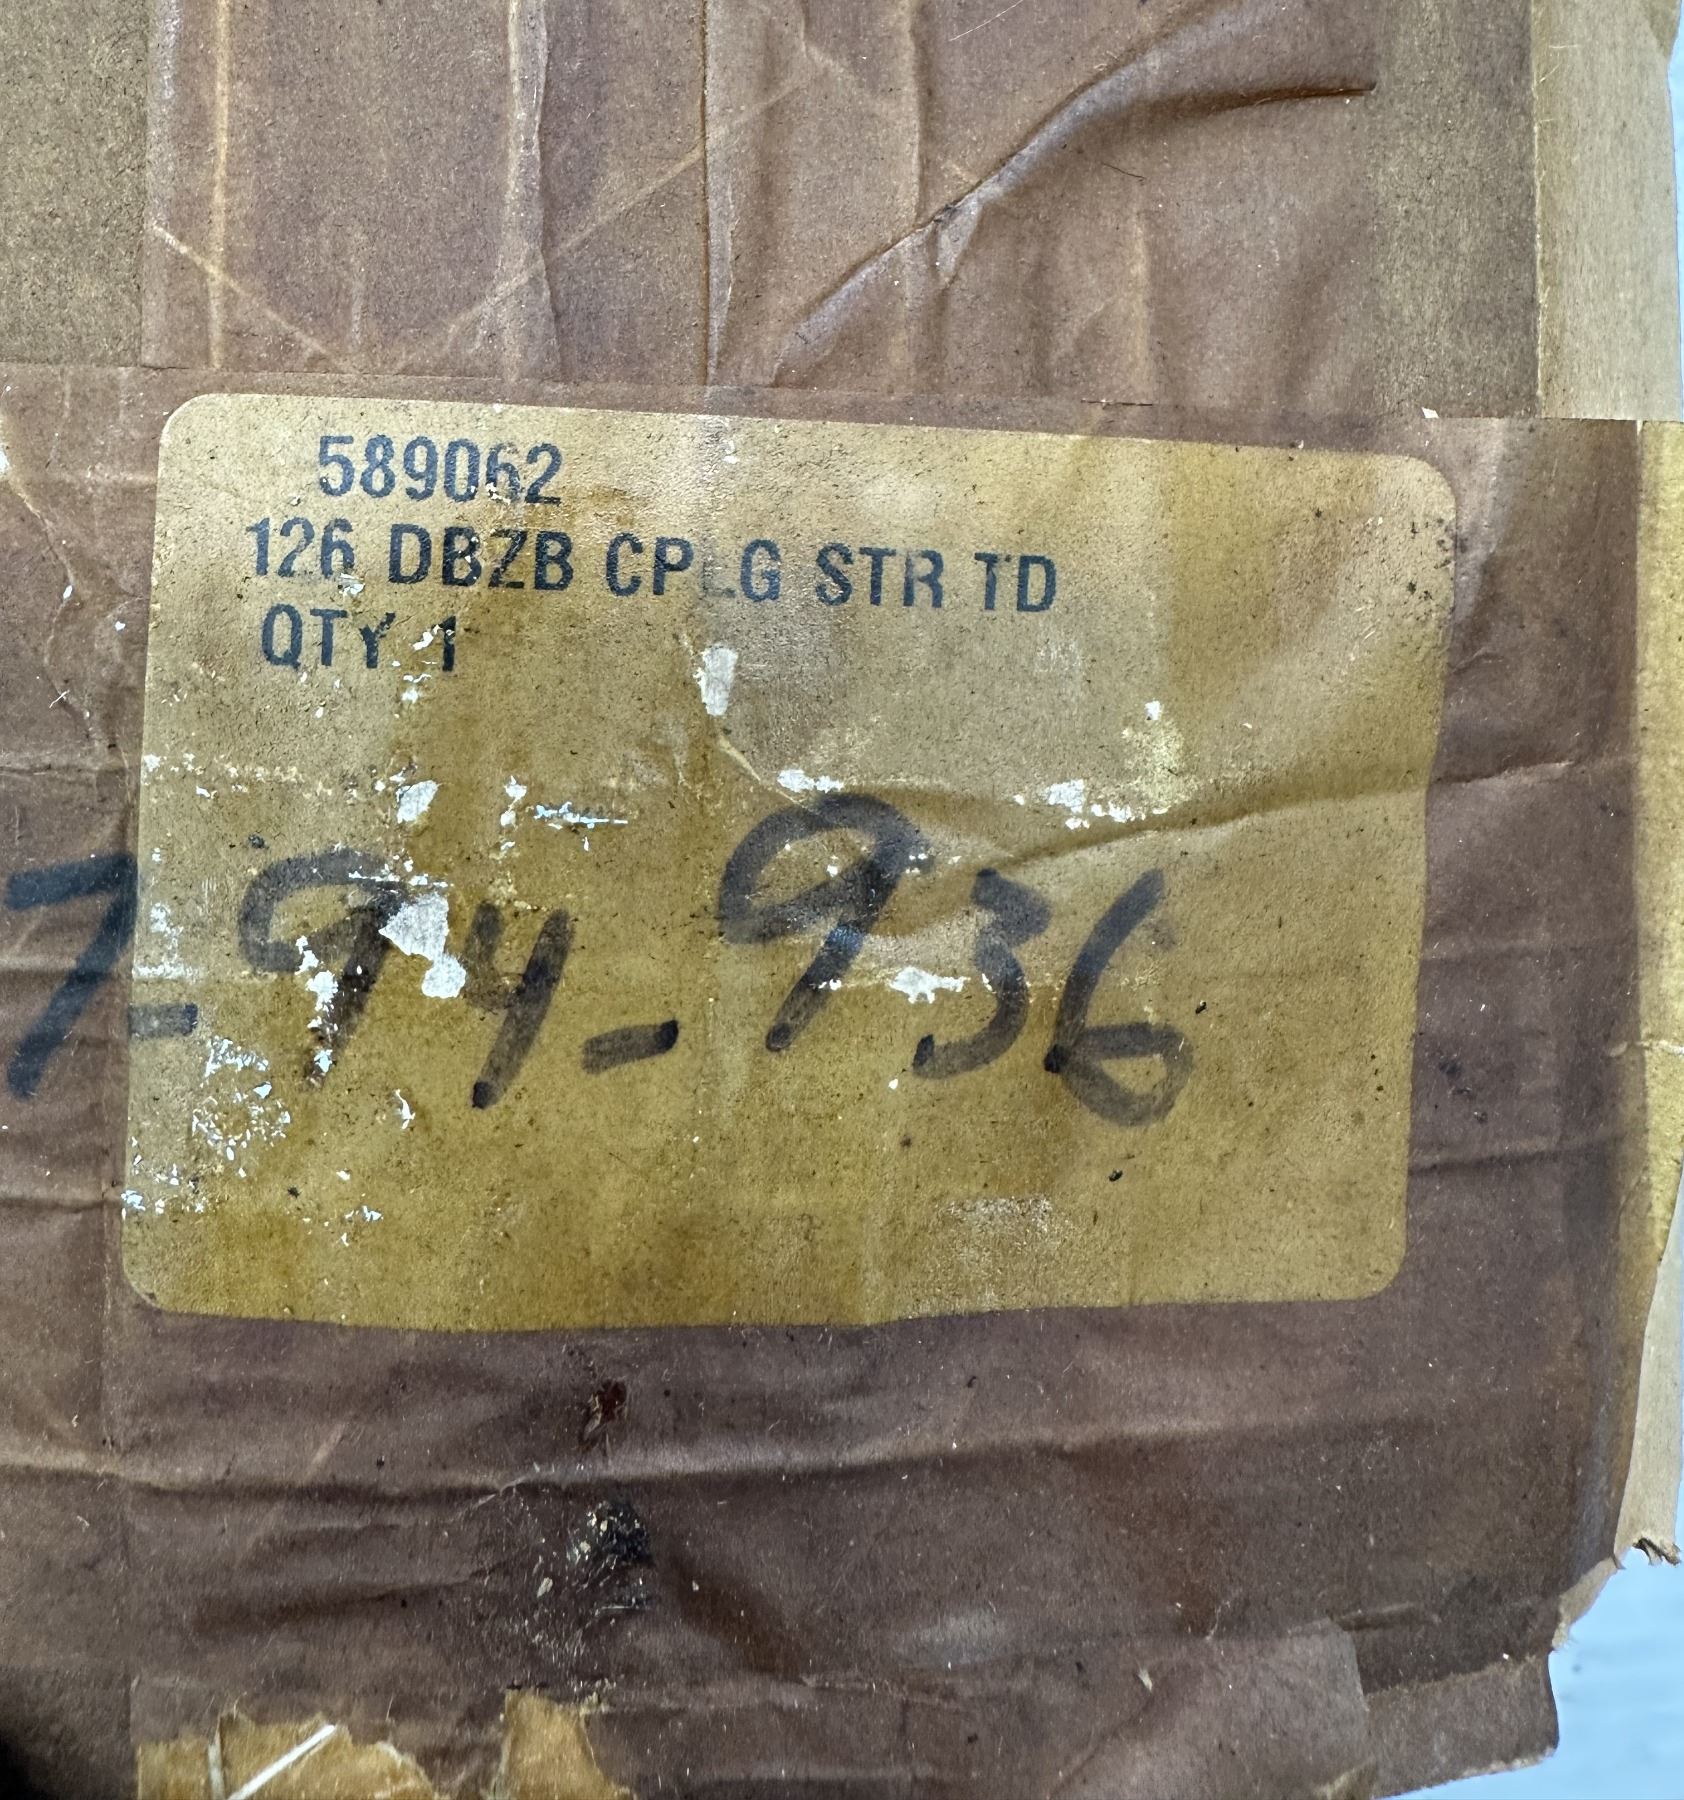 589062
126 DBZB CPLG STR TD
QTY 1
7-94-936